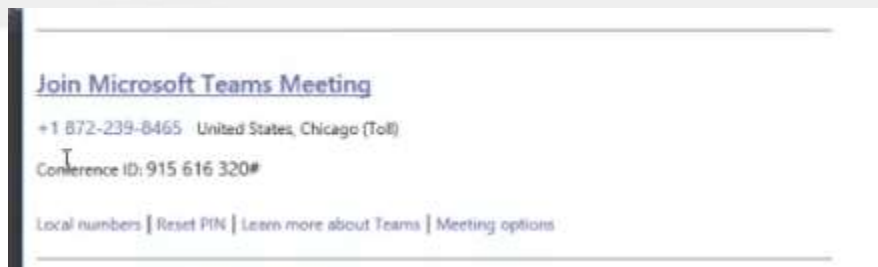 Join Microsoft Teams Meeting
+1 872-239-8465 United States, Chicago (Toll)
Conference ID: 915 616 320#
Local numbers | Reset PIN | Learn more about Teams | Meeting options